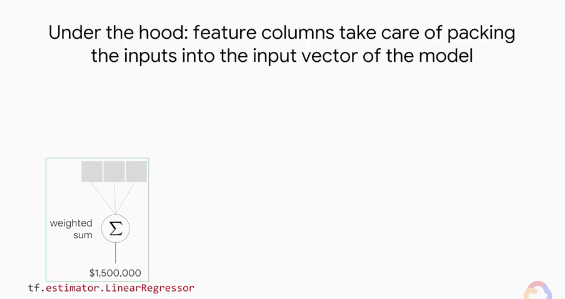 Under the hood: feature columns take care of packing
the inputs into the input vector of the model
weighted
sum
Σ
$1,500,000
tf.estimator.LinearRegressor